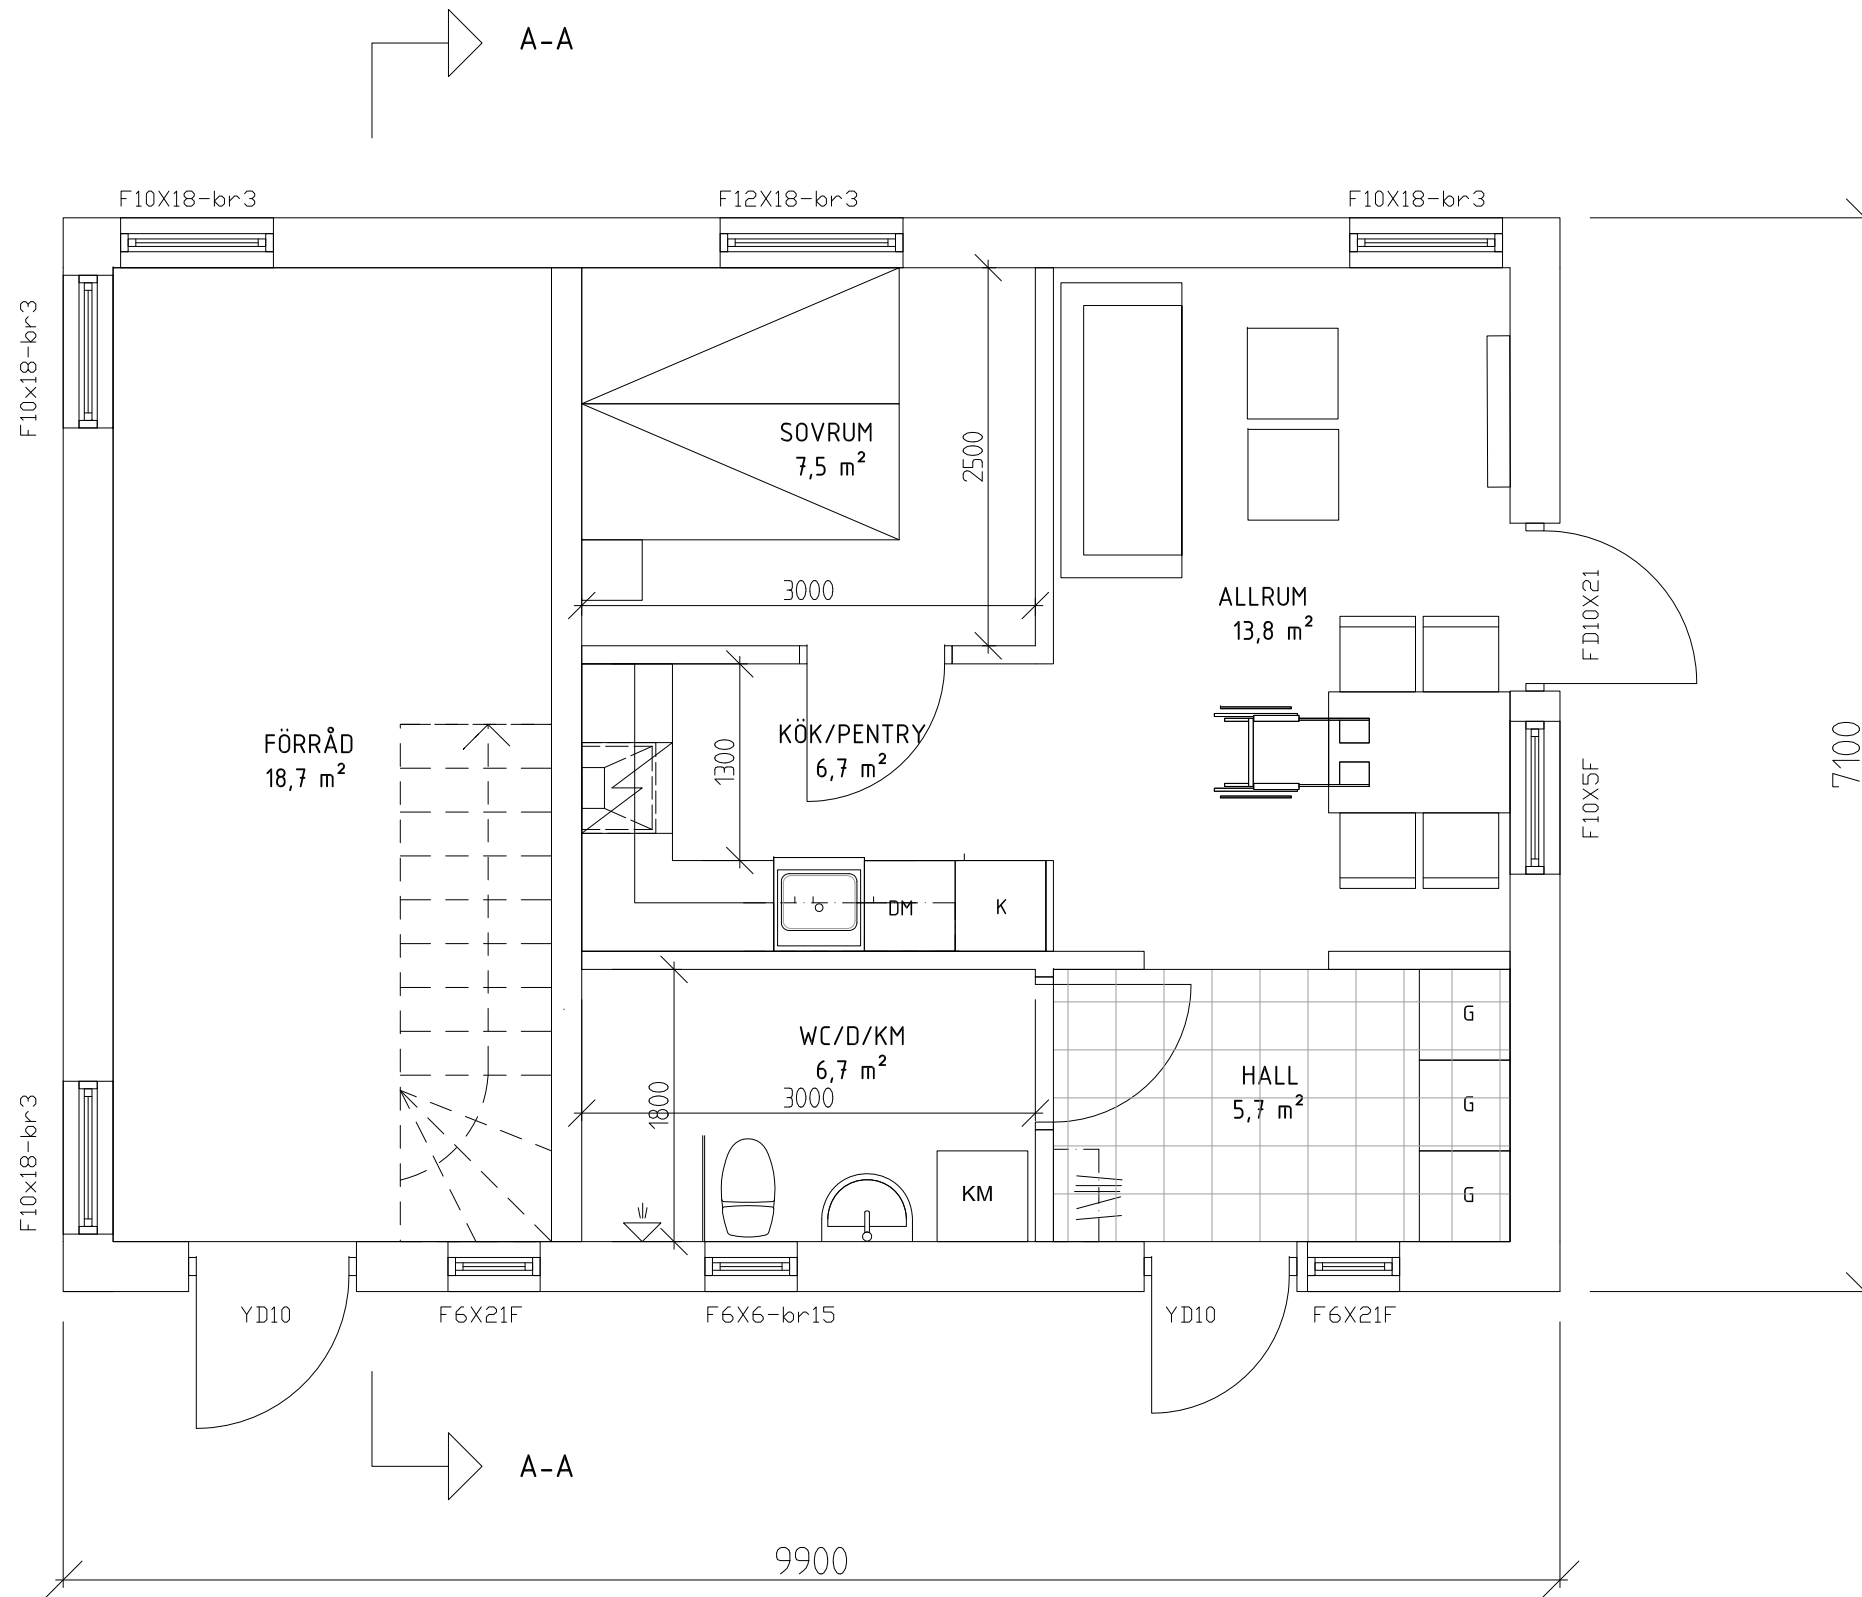 A-A
F10X18-br3
F12X18-br3
F10X18-br3
F10x18-br3
SOVRUM
7,5 m²
2500
3000
ALLRUM
13,8 m²
FD10X21
FÖRRÅD
18,7 m²
KÖK/PENTRY
6,7 m²
1300
F10X5F
7100
DM
K
WC/D/KM
6,7 m²
3000
1800
HALL
5,7 m²
G
G
G
KM
F10x18-br3
YD10
F6X21F
F6X6-br15
YD10
F6X21F
A-A
9900